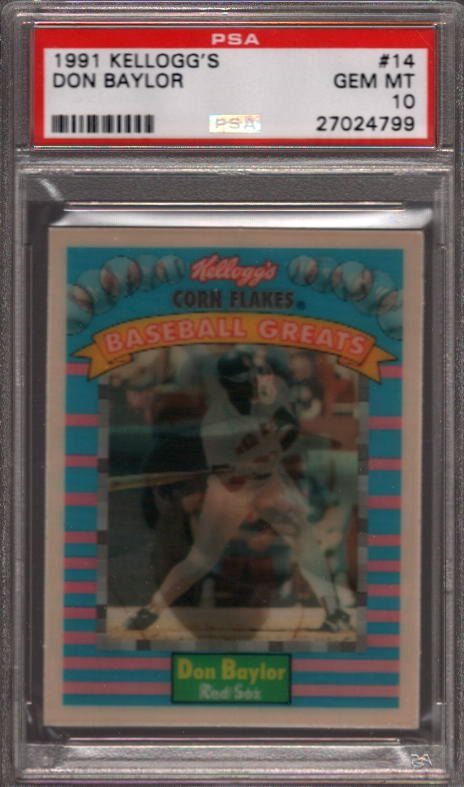 PSA
1991 KELLOGG'S #14
DON BAYLOR GEM MT
10
PSA 27024799
Kellogg's
CORN FLAKES®
BASEBALL GREATS
Don Baylor
Red Sox